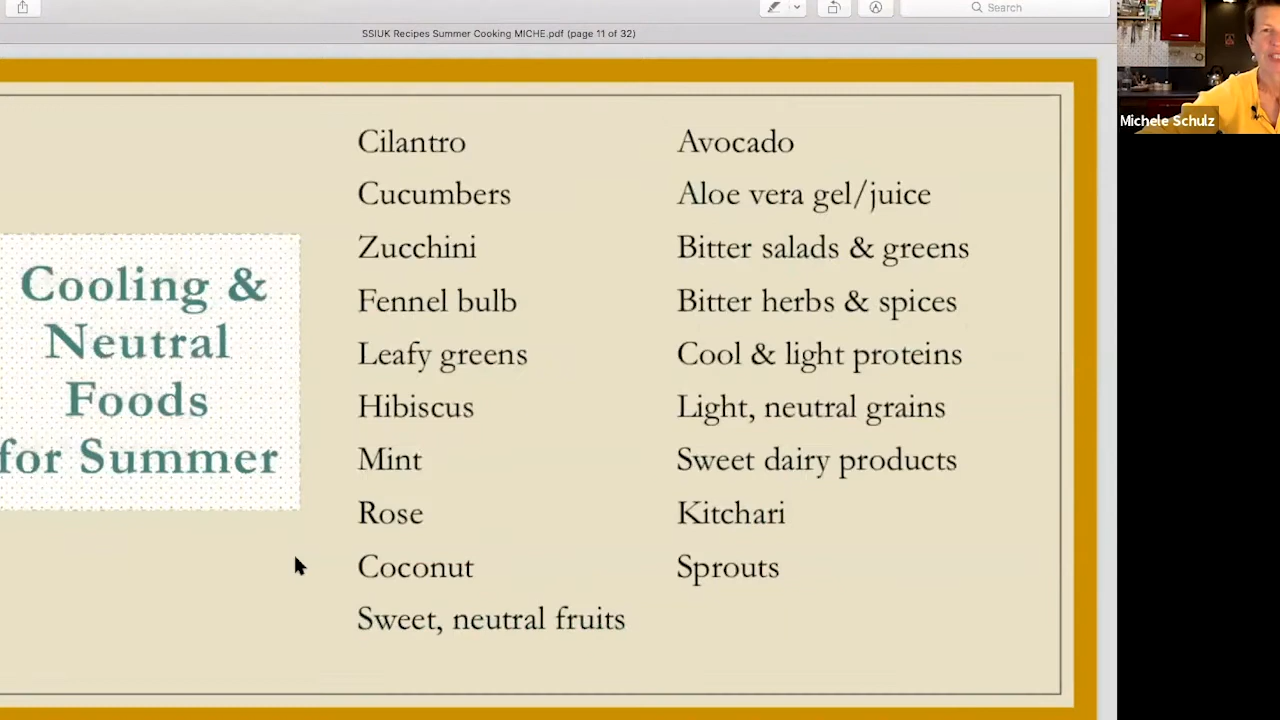 Search
SSIUK Recipes Summer Cooking MICHE.pdf (page 11 of 32)
Michele Schulz
Cooling &
Neutral
Foods
for Summer
Cilantro
Cucumbers
Zucchini
Fennel bulb
Leafy greens
Hibiscus
Mint
Rose
Coconut
Sweet, neutral fruits
Avocado
Aloe vera gel/juice
Bitter salads & greens
Bitter herbs & spices
Cool & light proteins
Light, neutral grains
Sweet dairy products
Kitchari
Sprouts